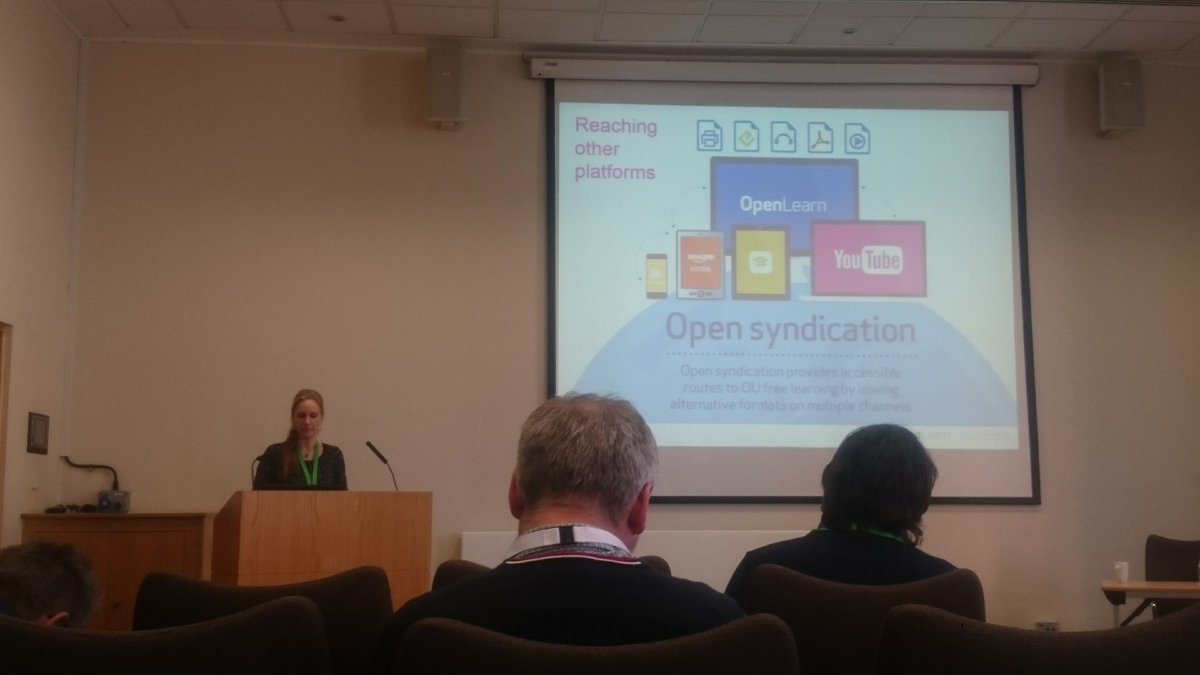 Reaching
other
platforms
OpenLearn
amazon
kindle
YouTube
Open syndication
Open syndication provides accessible
routes to OU free learning by issuing
alternative formats on multiple channels.